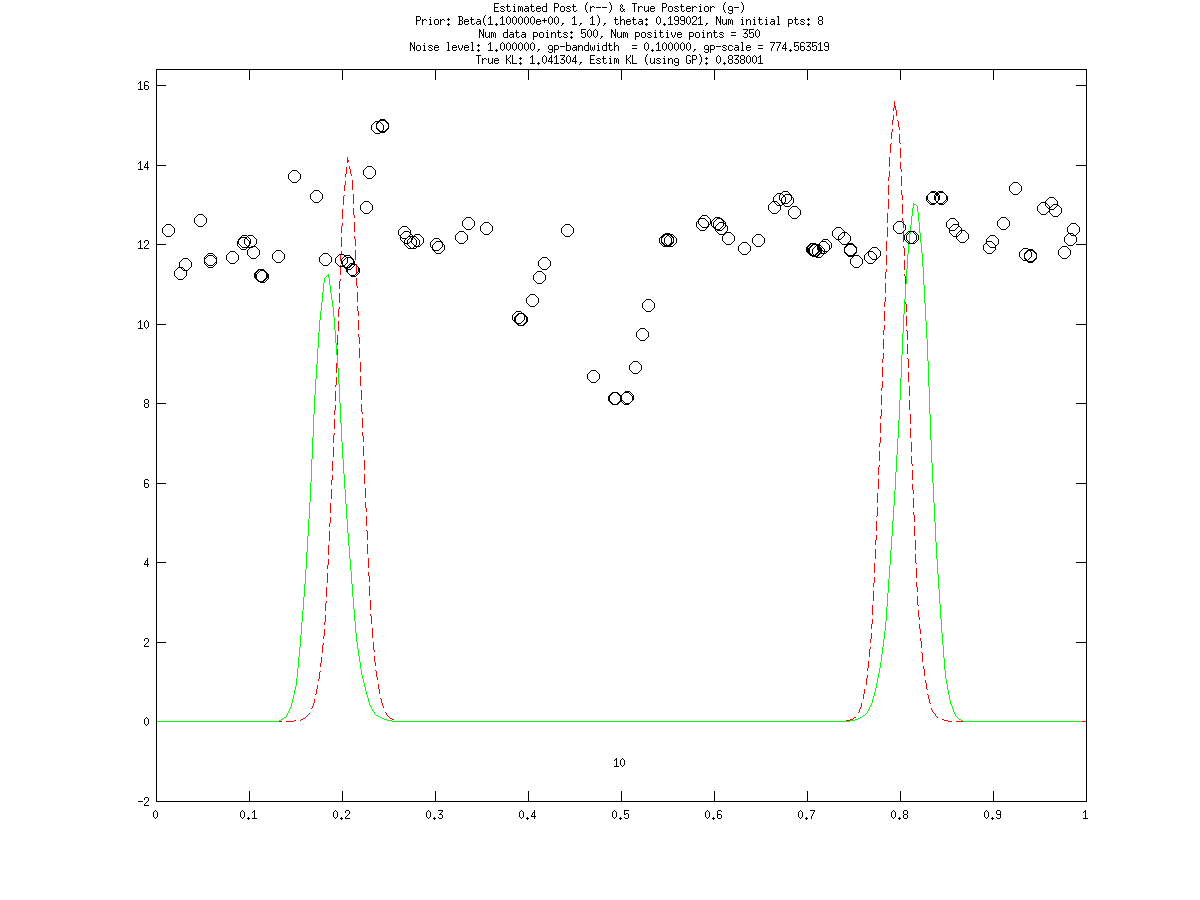 Estimated Post (r--) & True Posterior (g-)
Prior: Beta(1.100000e+00, 1, 1), theta: 0.199021, Num initial pts: 8
Num data points: 500, Num positive points = 350
Noise level: 1.000000, gp-bandwidth = 0.100000, gp-scale = 774.563519
True KL: 1.041304, Estim KL (using GP): 0.838001
16
14
12
10
8
6
4
2
0
-2
10
0 0.1 0.2 0.3 0.4 0.5 0.6 0.7 0.8 0.9 1